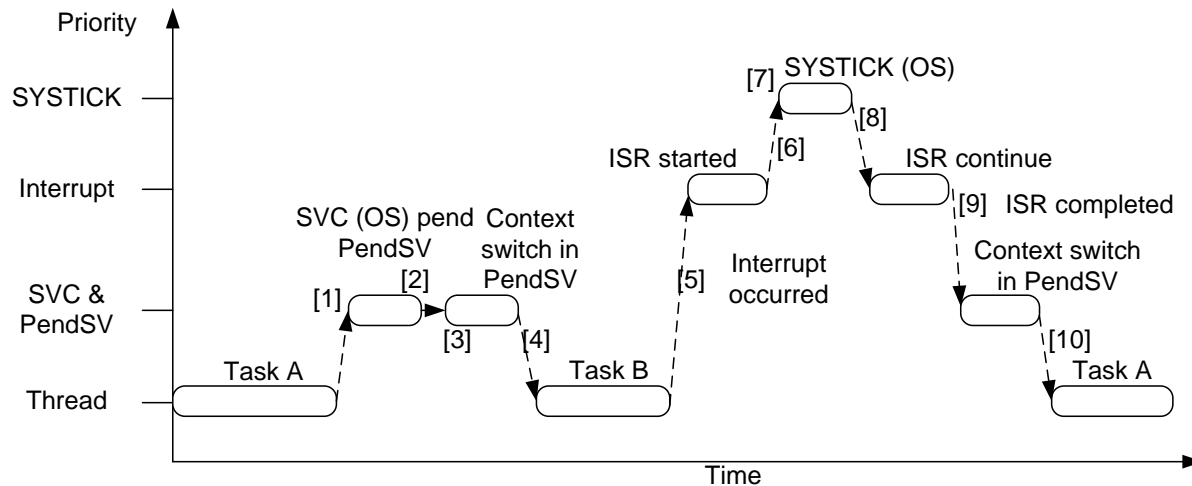 Priority
SYSTICK (OS)
[7]
SYSTICK
[8]
[6]
ISR started
ISR continue
Interrupt
[9] ISR completed
SVC (OS) pend
PendSV
Context
switch in
PendSV
[2]
[5]
Interrupt
occurred
Context switch
in PendSV
SVC &
PendSV
[1]
[3]
[4]
[10]
Task A
Task B
Task A
Thread
Time